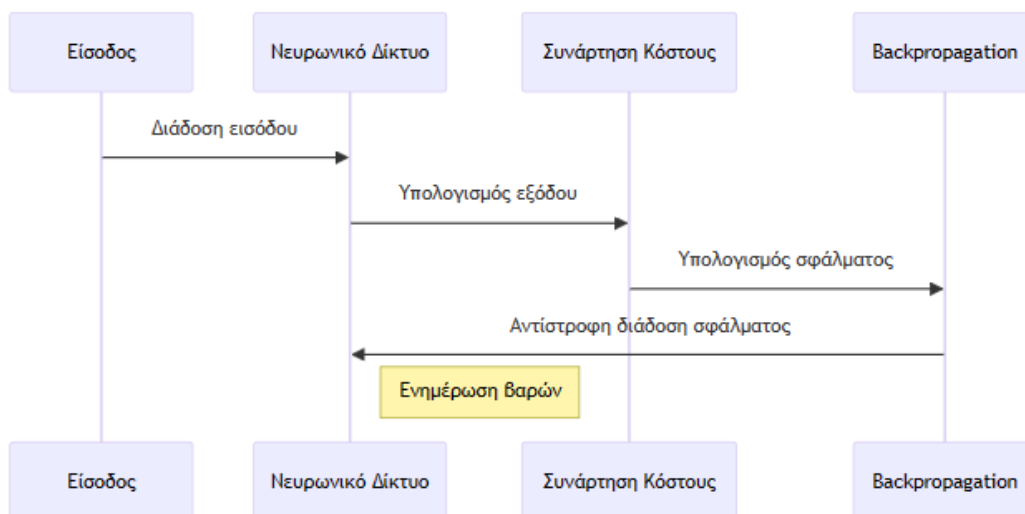 Είσοδος
Νευρωνικό Δίκτυο
Συνάρτηση Κόστους
Backpropagation
Διάδοση εισόδου
Υπολογισμός εξόδου
Υπολογισμός σφάλματος
Αντίστροφη διάδοση σφάλματος
Ενημέρωση βαρών
Είσοδος
Νευρωνικό Δίκτυο
Συνάρτηση Κόστους
Backpropagation